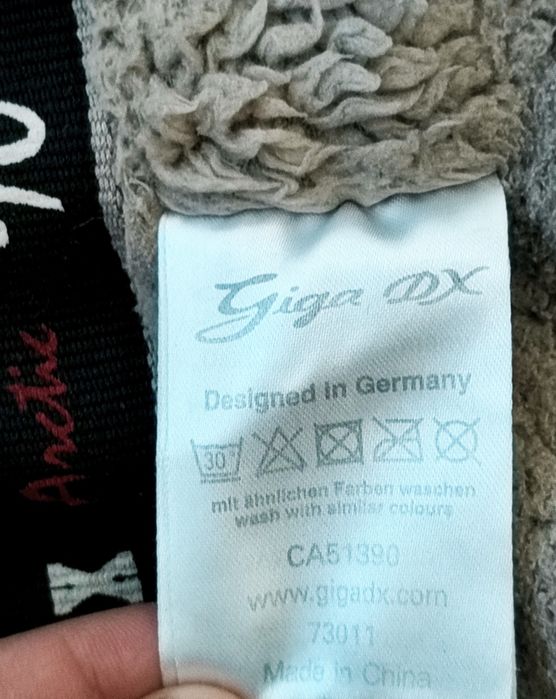 Giga DX
Designed in Germany
30°
mit ähnlichen Farben waschen
wash with similar colours
CA51390
www.gigadx.com
73011
Made in China
Arctic